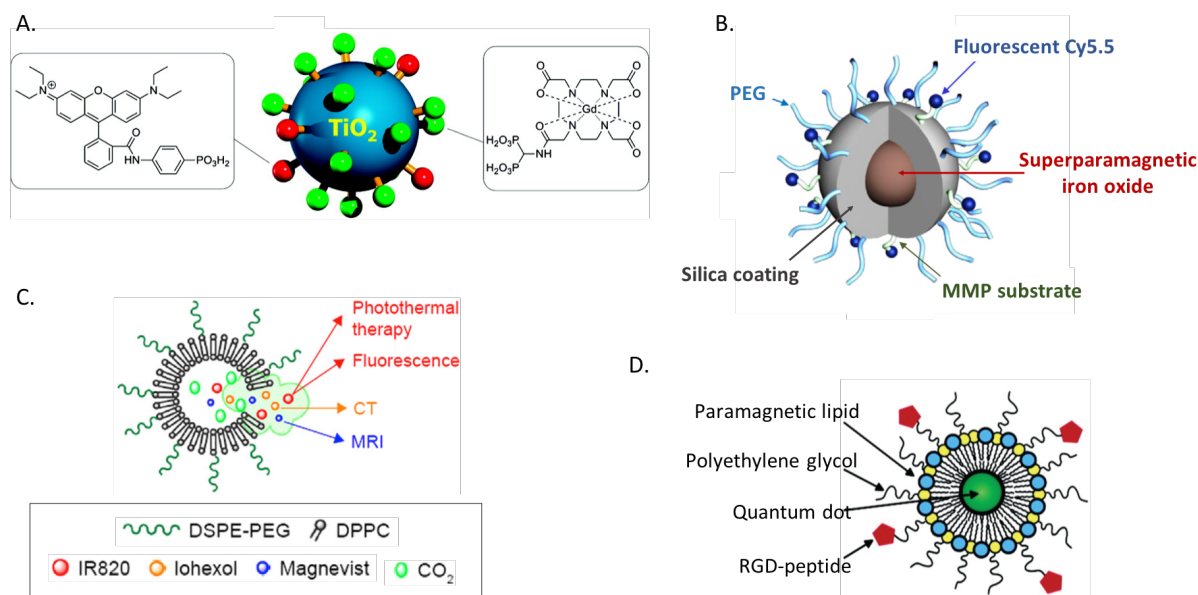 A.
N
+
O
N
O
HN
PO₃H₂
TiO₂
O
O
O
O
N
N
Gd
N
N
O
O
O
H₂O₃P
NH
H₂O₃P
B.
Fluorescent Cy5.5
PEG
Superparamagnetic
iron oxide
Silica coating
MMP substrate
C.
Photothermal
therapy
Fluorescence
CT
MRI
DSPE-PEG
DPPC
IR820
Iohexol
Magnevist
CO₂
D.
Paramagnetic lipid
Polyethylene glycol
Quantum dot
RGD-peptide